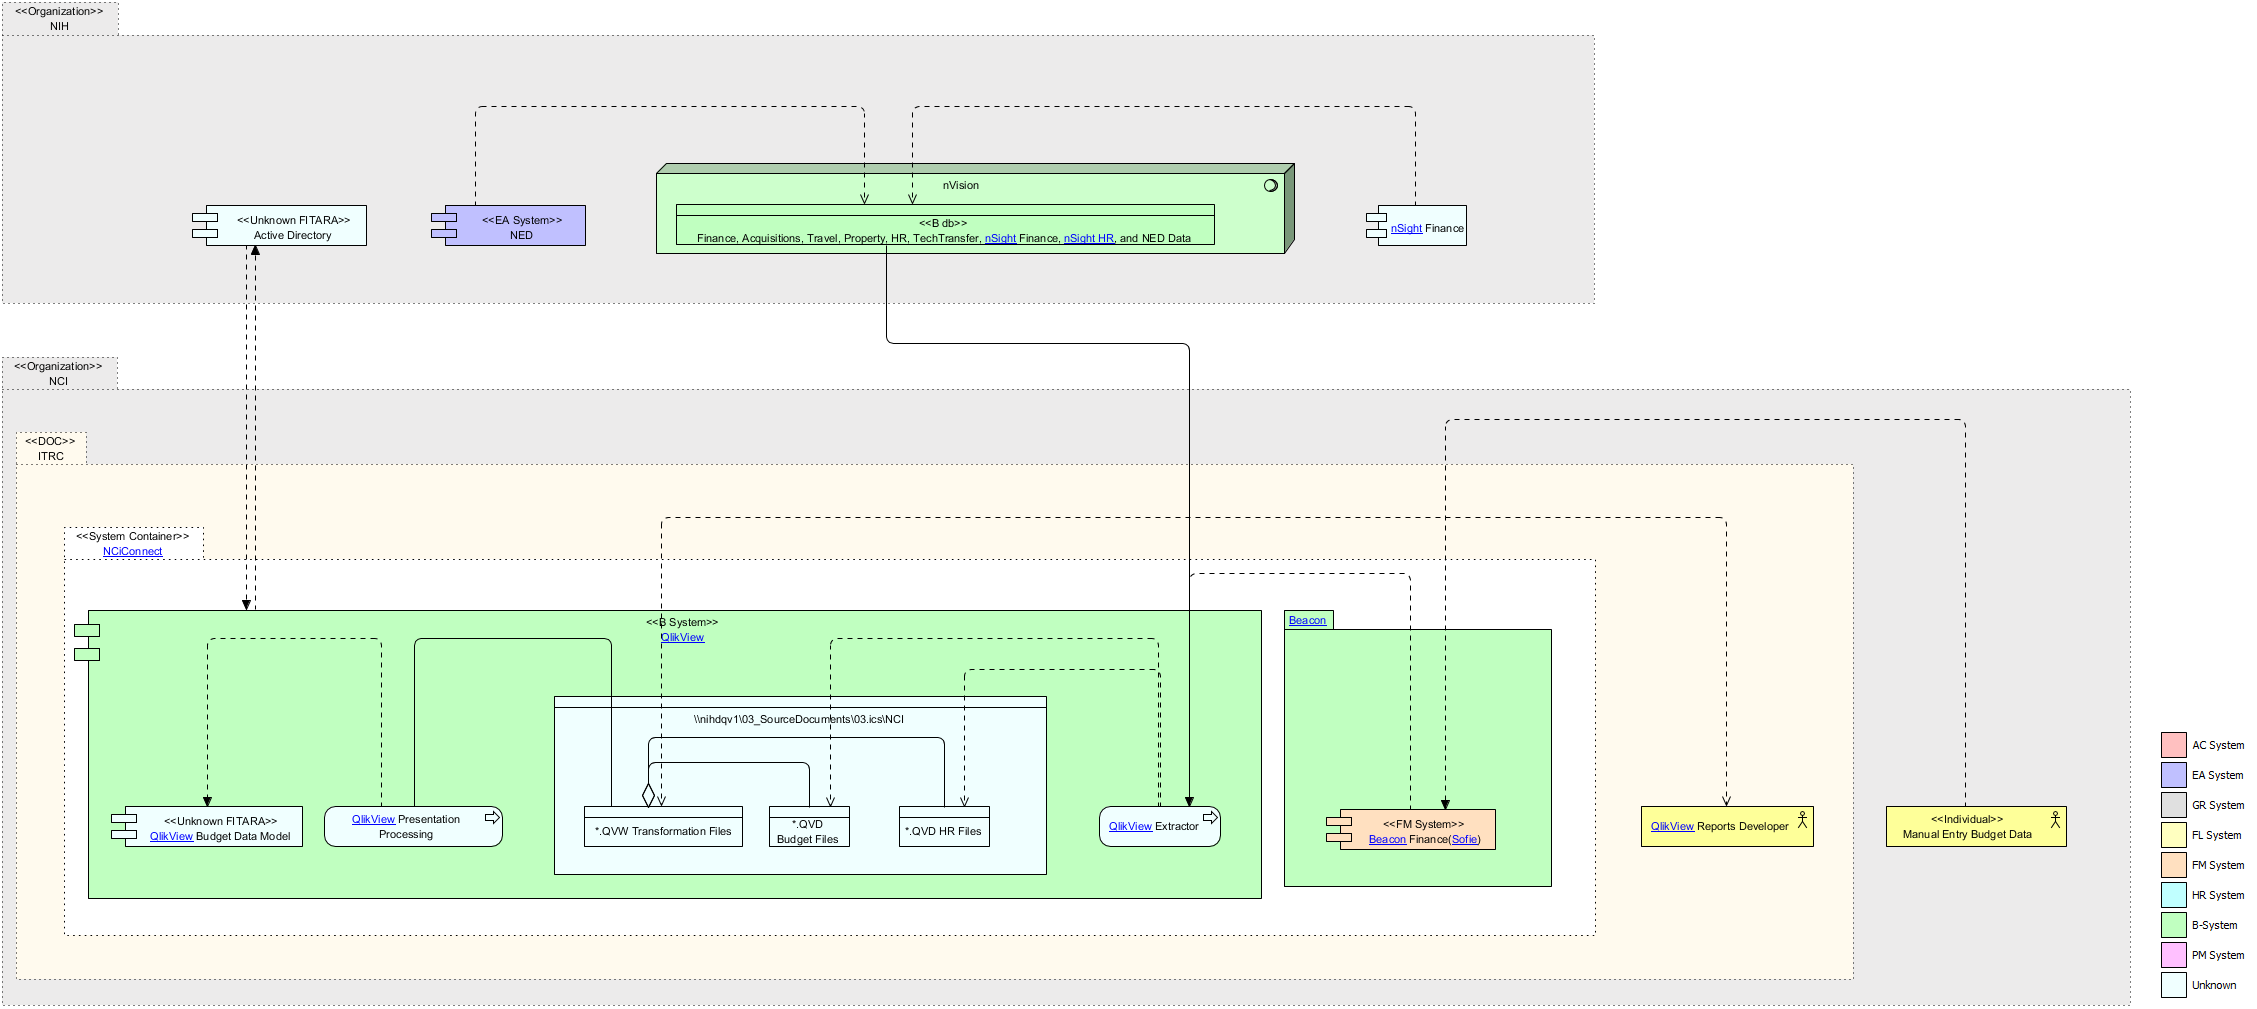 <<Organization>>
NIH
<<Unknown FITARA>>
Active Directory
<<EA System>>
NED
nVision
<<B db>>
Finance, Acquisitions, Travel, Property, HR, TechTransfer, nSight Finance, nSight HR, and NED Data
nSight Finance
<<Organization>>
NCI
<<DOC>>
ITRC
<<System Container>>
NCiConnect
<<B System>>
QlikView
\\nihdqv1\03_SourceDocuments\03.ics\NCI
<<Unknown FITARA>>
QlikView Budget Data Model
QlikView Presentation
Processing
*.QVW Transformation Files
*.QVD
Budget Files
*.QVD HR Files
QlikView Extractor
Beacon
<<FM System>>
Beacon Finance(Sofie)
QlikView Reports Developer
<<Individual>>
Manual Entry Budget Data
AC System
EA System
GR System
FL System
FM System
HR System
B-System
PM System
Unknown